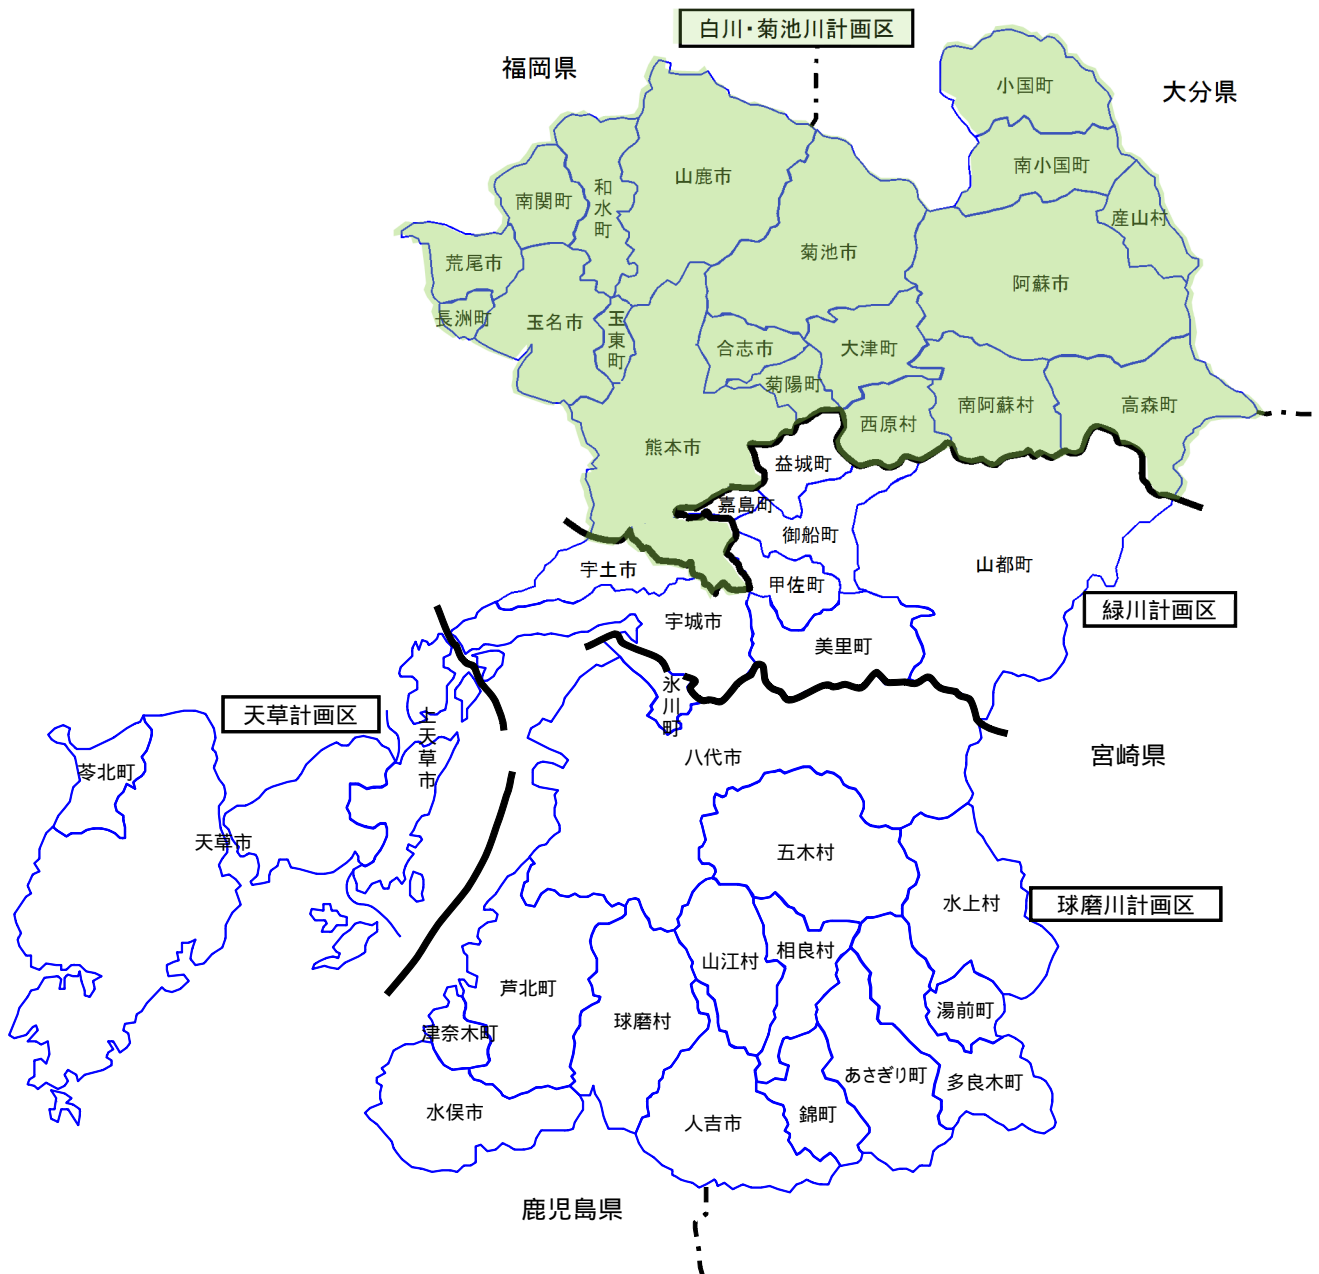 白川・菊池川計画区
福岡県
大分県
小国町
南小国町
山鹿市
和水町
南関町
産山村
菊池市
荒尾市
阿蘇市
長洲町
玉名市
玉東町
合志市
大津町
菊陽町
南阿蘇村
高森町
西原村
熊本市
益城町
嘉島町
御船町
山都町
宇土市
甲佐町
緑川計画区
宇城市
美里町
氷川町
天草計画区
上天草市
八代市
宮崎県
苓北町
天草市
五木村
水上村
球磨川計画区
相良村
山江村
芦北町
湯前町
球磨村
津奈木町
あさぎり町
多良木町
水俣市
錦町
人吉市
鹿児島県